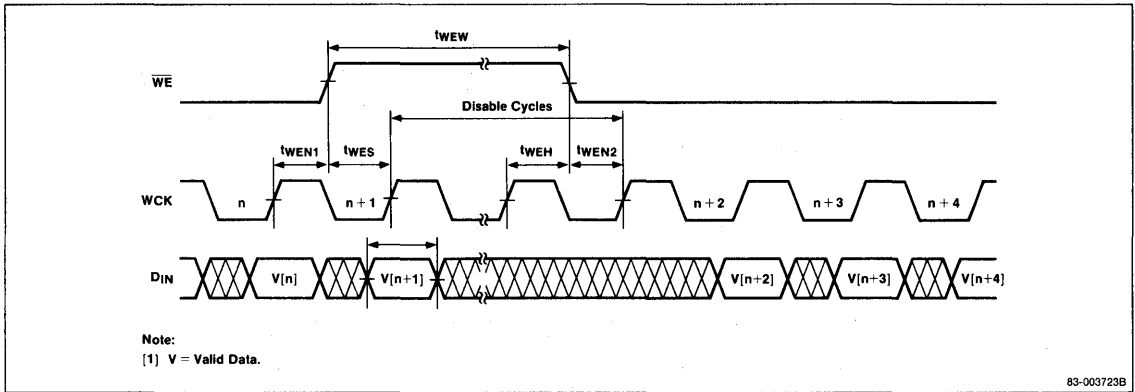 tWEW
WE
Disable Cycles
tWEN1 tWES tWEH tWEN2
WCK n n + 1 n + 2 n + 3 n + 4
DIN V[n] V[n+1] V[n+2] V[n+3] V[n+4]
Note:
[1] V = Valid Data.
83-003723B